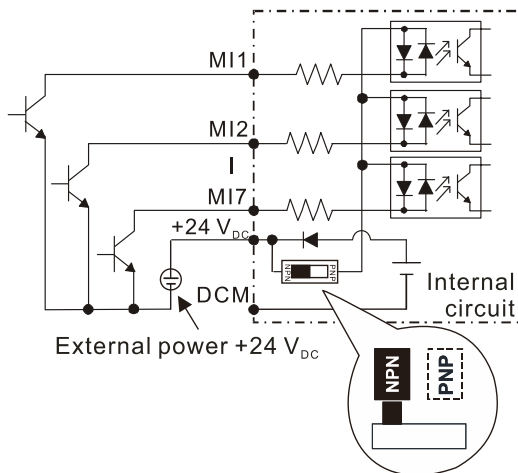 MI1
MI2
I
MI7
+24 VDC
NPN PNP
DCM
Internal
circuit
External power +24 VDC
NPN PNP